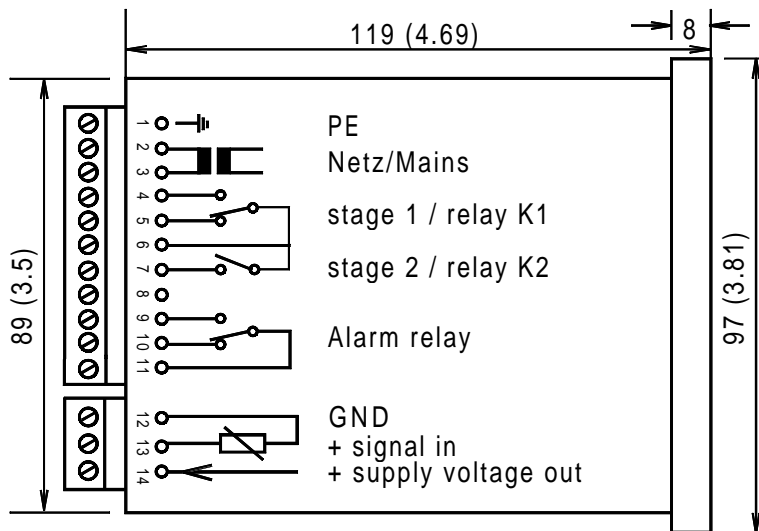 119 (4.69)
8
1
PE
2
Netz/Mains
3
4
5
stage 1 / relay K1
6
7
stage 2 / relay K2
8
9
10
Alarm relay
11
12
GND
13
+ signal in
14
+ supply voltage out
89 (3.5)
97 (3.81)